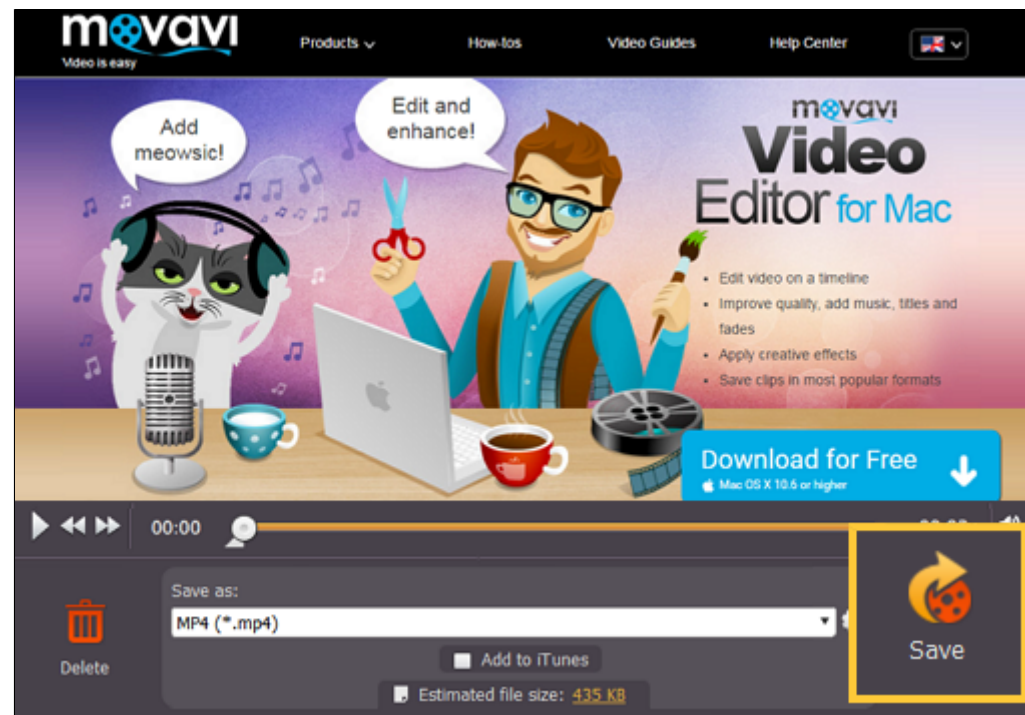 movavi
Video is easy
Products
How-tos
Video Guides
Help Center
Add
meowsic!
Edit and
enhance!
movavi
Video
Editor for Mac
Edit video on a timeline
Improve quality, add music, titles and
fades
Apply creative effects
Save clips in most popular formats
Download for Free
Mac OS X 10.6 or higher
00:00
Save as:
MP4 (*.mp4)
Delete
Add to iTunes
Estimated file size: 435 KB
Save